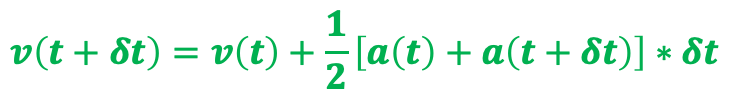 v(t + δt) = v(t) + 1/2 [a(t) + a(t + δt)] * δt